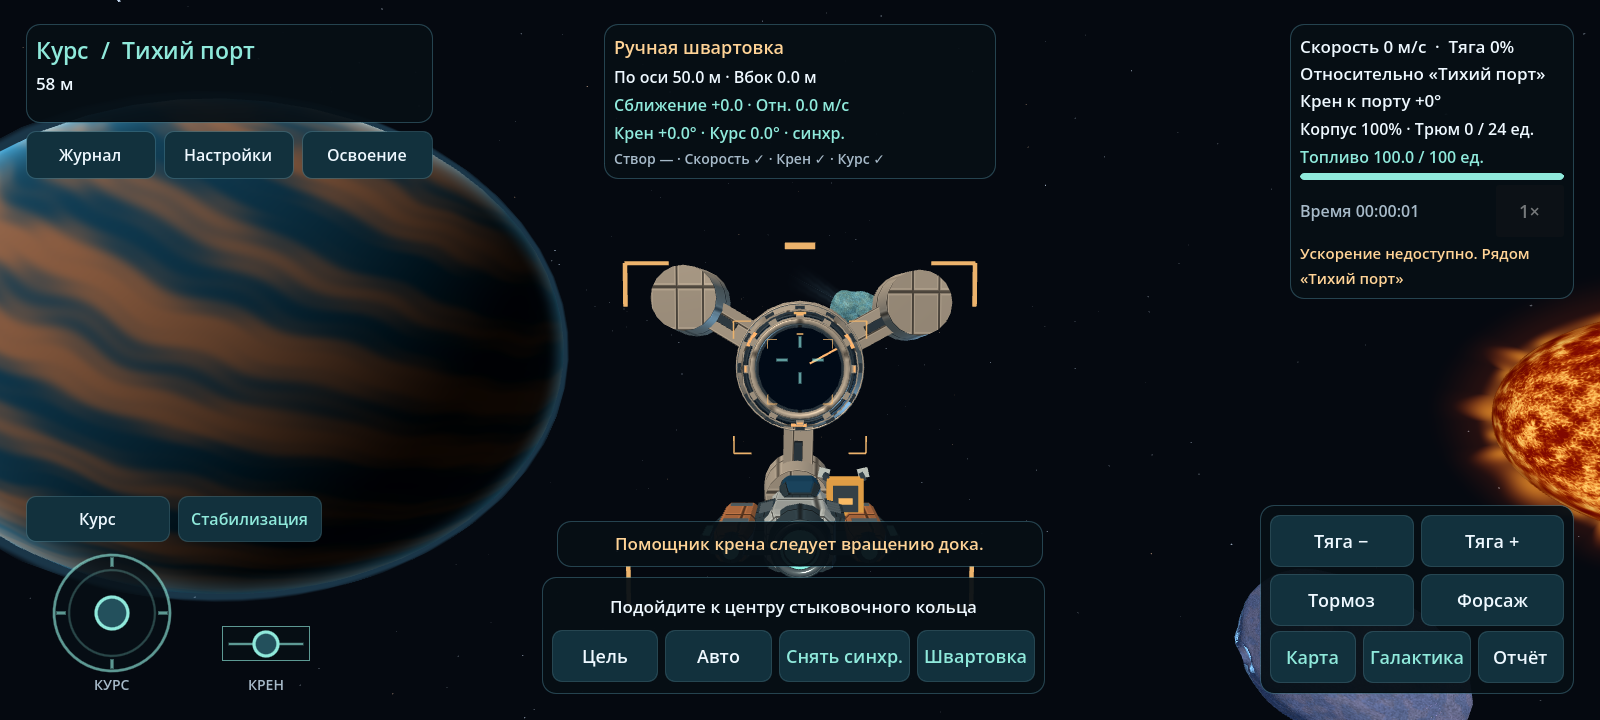 Курс / Тихий порт
58 м
Журнал
Настройки
Освоение
Ручная швартовка
По оси 50.0 м · Вбок 0.0 м
Сближение +0.0 · Отн. 0.0 м/с
Крен +0.0° · Курс 0.0° · синхр.
Створ — · Скорость ✓ · Крен ✓ · Курс ✓
Скорость 0 м/с · Тяга 0%
Относительно «Тихий порт»
Крен к порту +0°
Корпус 100% · Трюм 0 / 24 ед.
Топливо 100.0 / 100 ед.
Время 00:00:01
1×
Ускорение недоступно. Рядом
«Тихий порт»
Курс
Стабилизация
КУРС
КРЕН
Помощник крена следует вращению дока.
Подойдите к центру стыковочного кольца
Цель
Авто
Снять синхр.
Швартовка
Тяга −
Тяга +
Тормоз
Форсаж
Карта
Галактика
Отчёт